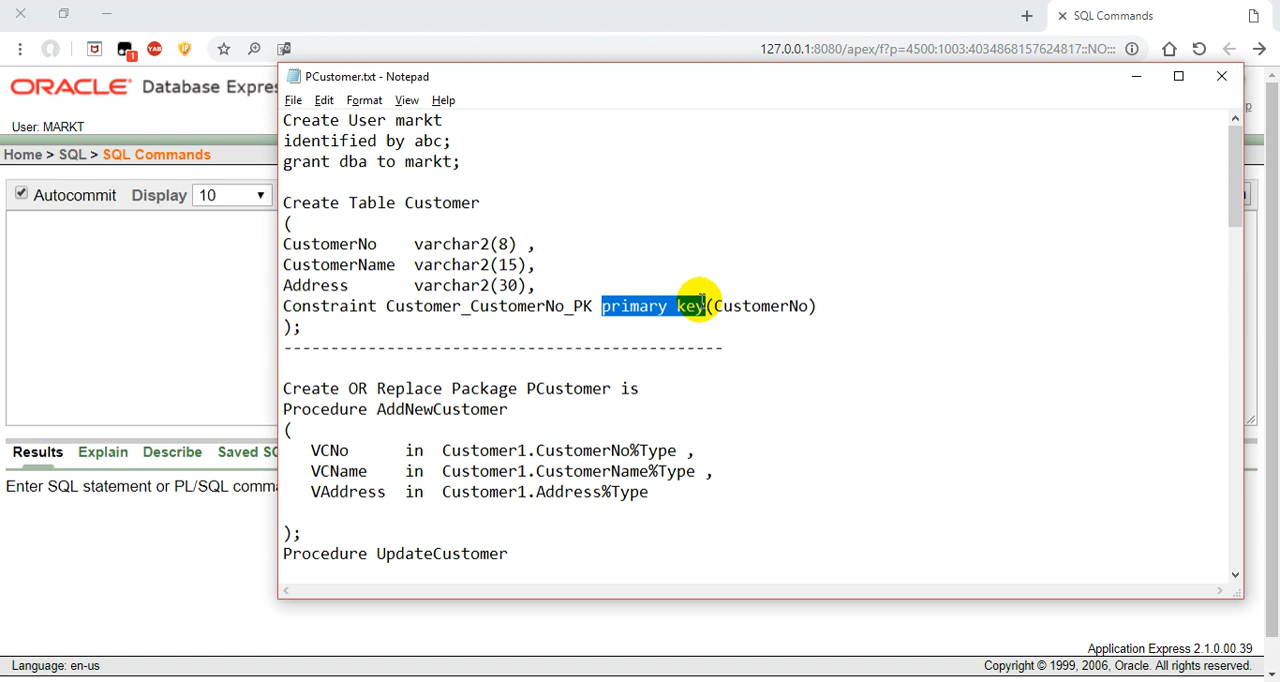 SQL Commands
1
YAB
127.0.0.1:8080/apex/f?p=4500:1003:4034868157624817::NO:::
ORACLE Database Expre
User: MARKT
Home > SQL > SQL Commands
Autocommit Display 10
Results Explain Describe Saved SQ
Enter SQL statement or PL/SQL comma
PCustomer.txt - Notepad
File Edit Format View Help
Create User markt
identified by abc;
grant dba to markt;
Create Table Customer
(
CustomerNo varchar2(8) ,
CustomerName varchar2(15),
Address varchar2(30),
Constraint Customer_CustomerNo_PK primary key(CustomerNo)
);
-----------------------------------------------
Create OR Replace Package PCustomer is
Procedure AddNewCustomer
(
VCNo in Customer1.CustomerNo%Type ,
VCName in Customer1.CustomerName%Type ,
VAddress in Customer1.Address%Type
);
Procedure UpdateCustomer
Application Express 2.1.0.00.39
Language: en-us
Copyright © 1999, 2006, Oracle. All rights reserved.